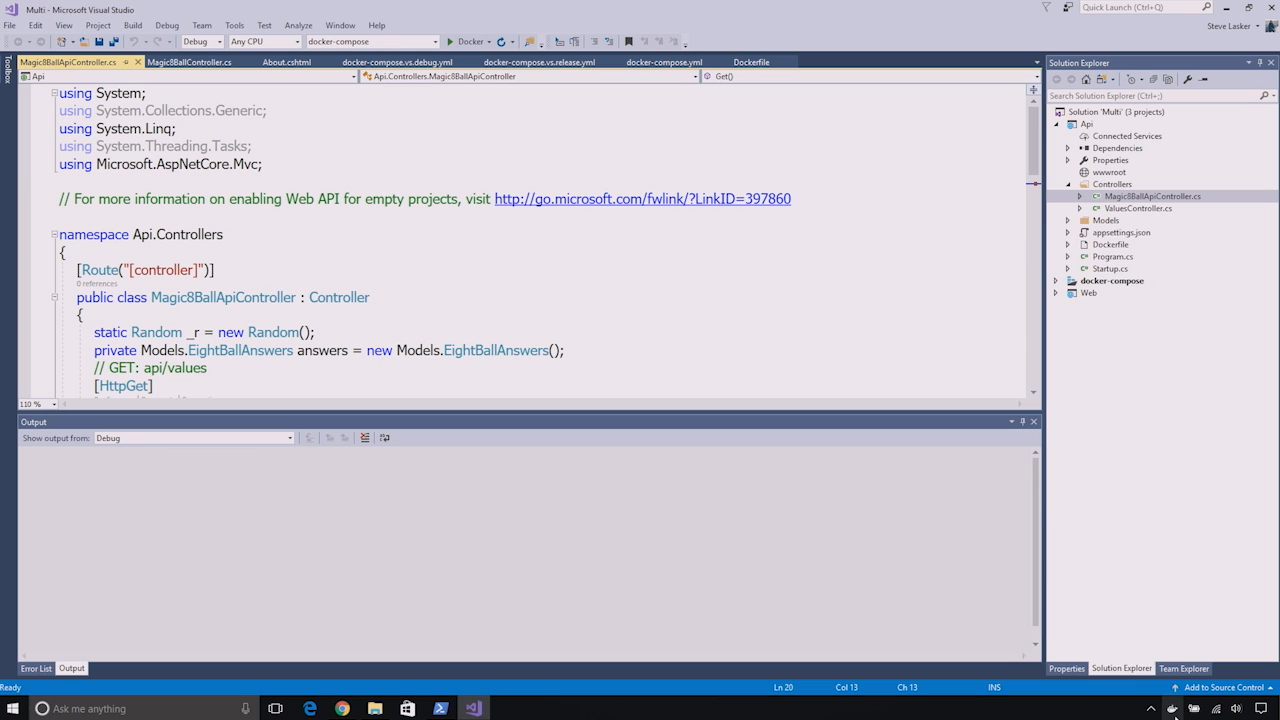 Multi - Microsoft Visual Studio
Quick Launch (Ctrl+Q)
File Edit View Project Build Debug Team Tools Test Analyze Window Help
Steve Lasker
Debug Any CPU docker-compose Docker
Toolbox
Magic8BallApiController.cs Magic8BallController.cs About.cshtml docker-compose.vs.debug.yml docker-compose.vs.release.yml docker-compose.yml Dockerfile
Api Api.Controllers.Magic8BallApiController Get()
using System;
using System.Collections.Generic;
using System.Linq;
using System.Threading.Tasks;
using Microsoft.AspNetCore.Mvc;
// For more information on enabling Web API for empty projects, visit http://go.microsoft.com/fwlink/?LinkID=397860
namespace Api.Controllers
{
[Route("[controller]")]
0 references
public class Magic8BallApiController : Controller
{
static Random _r = new Random();
private Models.EightBallAnswers answers = new Models.EightBallAnswers();
// GET: api/values
[HttpGet]
110 %
Output
Show output from: Debug
Error List Output
Solution Explorer
Search Solution Explorer (Ctrl+;)
Solution 'Multi' (3 projects)
Api
Connected Services
Dependencies
Properties
wwwroot
Controllers
Magic8BallApiController.cs
ValuesController.cs
Models
appsettings.json
Dockerfile
Program.cs
Startup.cs
docker-compose
Web
Properties Solution Explorer Team Explorer
Ready Ln 20 Col 13 Ch 13 INS Add to Source Control
Ask me anything